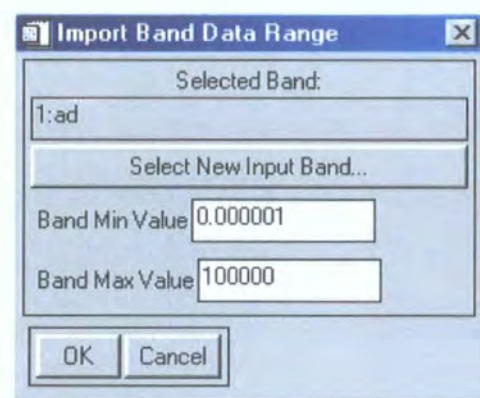 Import Band Data Range
Selected Band:
1:ad
Select New Input Band...
Band Min Value 0.000001
Band Max Value 100000
OK Cancel